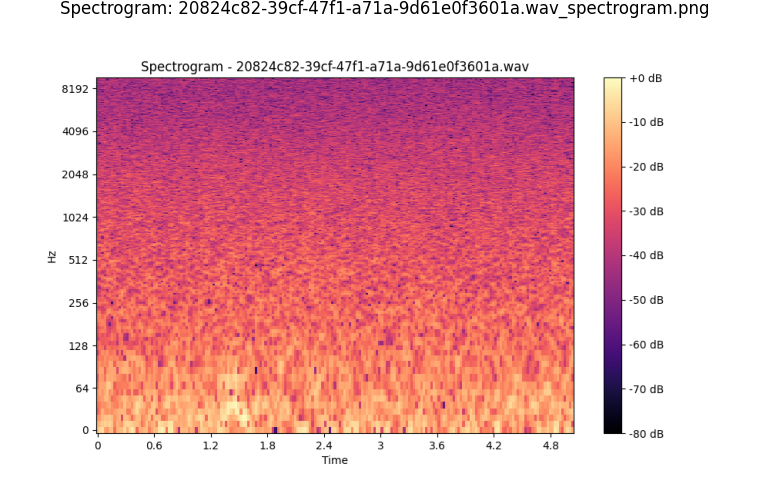 Spectrogram: 20824c82-39cf-47f1-a71a-9d61e0f3601a.wav_spectrogram.png
Spectrogram - 20824c82-39cf-47f1-a71a-9d61e0f3601a.wav
8192
4096
2048
1024
512
256
128
64
0
Hz
0 0.6 1.2 1.8 2.4 3 3.6 4.2 4.8
Time
+0 dB
-10 dB
-20 dB
-30 dB
-40 dB
-50 dB
-60 dB
-70 dB
-80 dB